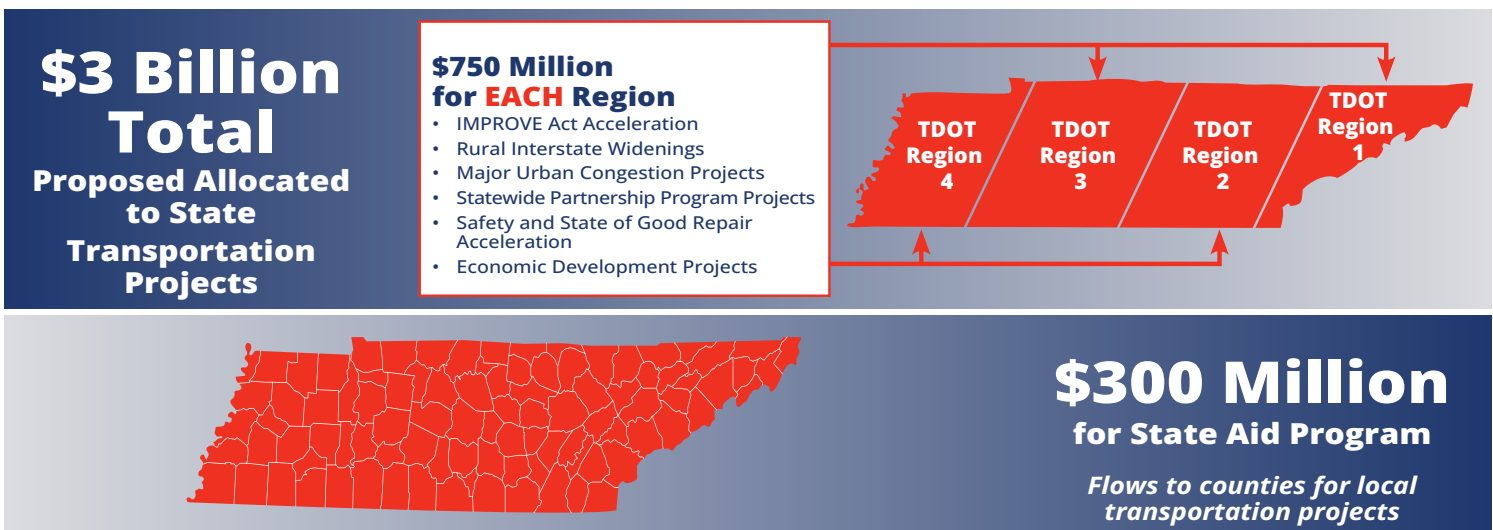 $3 Billion
Total
Proposed Allocated
to State
Transportation
Projects
$750 Million
for EACH Region
• IMPROVE Act Acceleration
• Rural Interstate Widenings
• Major Urban Congestion Projects
• Statewide Partnership Program Projects
• Safety and State of Good Repair
Acceleration
• Economic Development Projects
TDOT
Region
4
TDOT
Region
3
TDOT
Region
2
TDOT
Region
1
$300 Million
for State Aid Program
Flows to counties for local
transportation projects